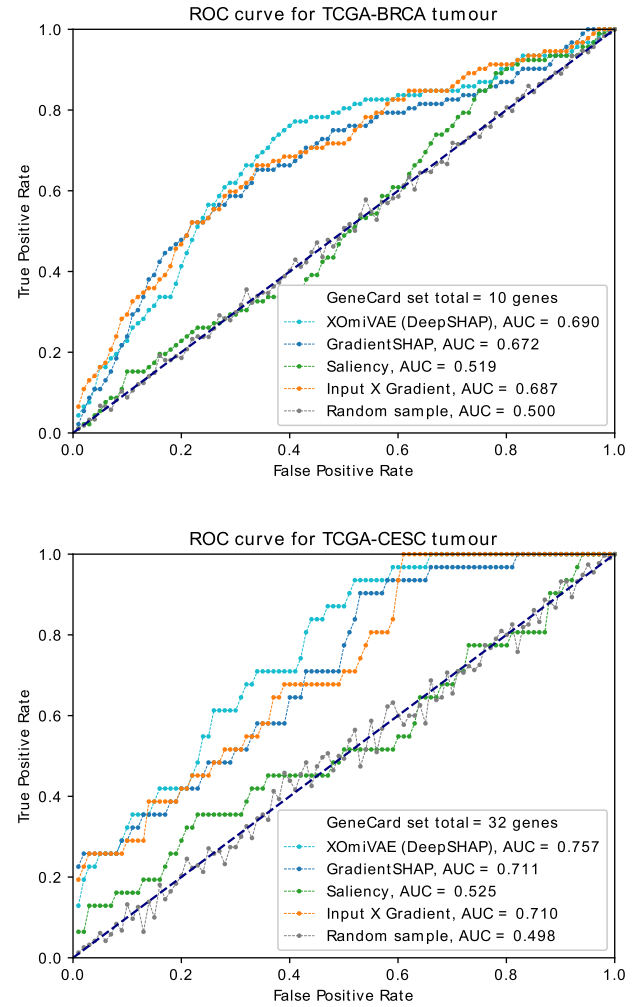 ROC curve for TCGA-BRCA tumour
1.0
0.8
0.6
0.4
0.2
0.0
True Positive Rate
GeneCard set total = 10 genes
XOmiVAE (DeepSHAP), AUC = 0.690
GradientSHAP, AUC = 0.672
Saliency, AUC = 0.519
Input X Gradient, AUC = 0.687
Random sample, AUC = 0.500
0.0 0.2 0.4 0.6 0.8 1.0
False Positive Rate
ROC curve for TCGA-CESC tumour
1.0
0.8
0.6
0.4
0.2
0.0
True Positive Rate
GeneCard set total = 32 genes
XOmiVAE (DeepSHAP), AUC = 0.757
GradientSHAP, AUC = 0.711
Saliency, AUC = 0.525
Input X Gradient, AUC = 0.710
Random sample, AUC = 0.498
0.0 0.2 0.4 0.6 0.8 1.0
False Positive Rate